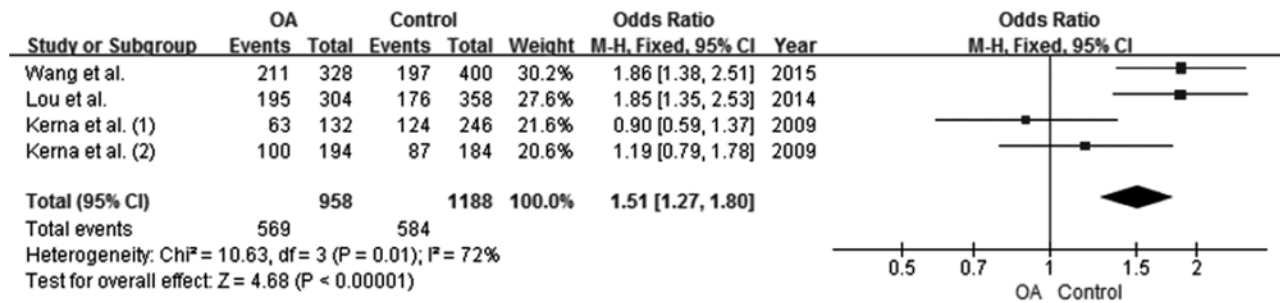 OA Control Odds Ratio Odds Ratio
Study or Subgroup Events Total Events Total Weight M-H, Fixed, 95% CI Year M-H, Fixed, 95% CI
Wang et al. 211 328 197 400 30.2% 1.86 [1.38, 2.51] 2015
Lou et al. 195 304 176 358 27.6% 1.85 [1.35, 2.53] 2014
Kerna et al. (1) 63 132 124 246 21.6% 0.90 [0.59, 1.37] 2009
Kerna et al. (2) 100 194 87 184 20.6% 1.19 [0.79, 1.78] 2009
Total (95% CI) 958 1188 100.0% 1.51 [1.27, 1.80]
Total events 569 584
Heterogeneity: Chi² = 10.63, df = 3 (P = 0.01); I² = 72%
Test for overall effect: Z = 4.68 (P < 0.00001)
0.5 0.7 1 1.5 2
OA Control